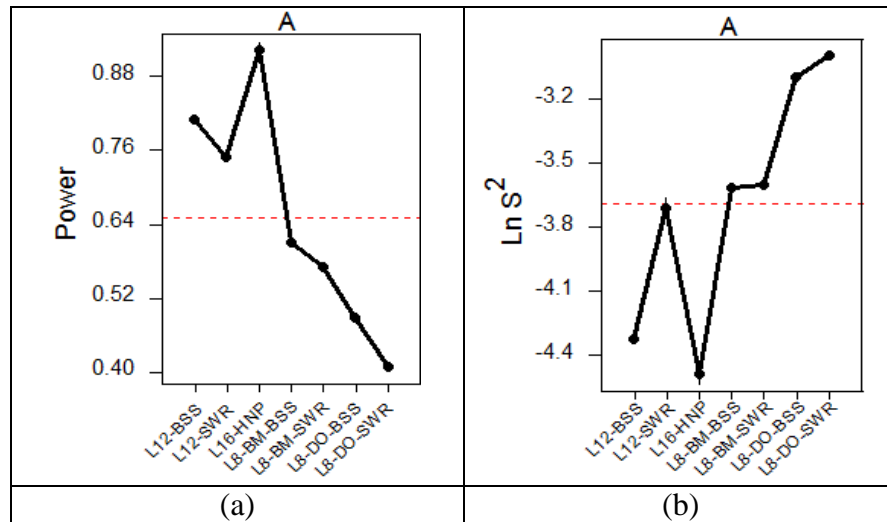 A
Power
0.88
0.76
0.64
0.52
0.40
L12-BSS
L12-SWR
L16-HNP
L8-BM-BSS
L8-BM-SWR
L8-DO-BSS
L8-DO-SWR
(a)
A
Ln S²
-3.2
-3.5
-3.8
-4.1
-4.4
L12-BSS
L12-SWR
L16-HNP
L8-BM-BSS
L8-BM-SWR
L8-DO-BSS
L8-DO-SWR
(b)